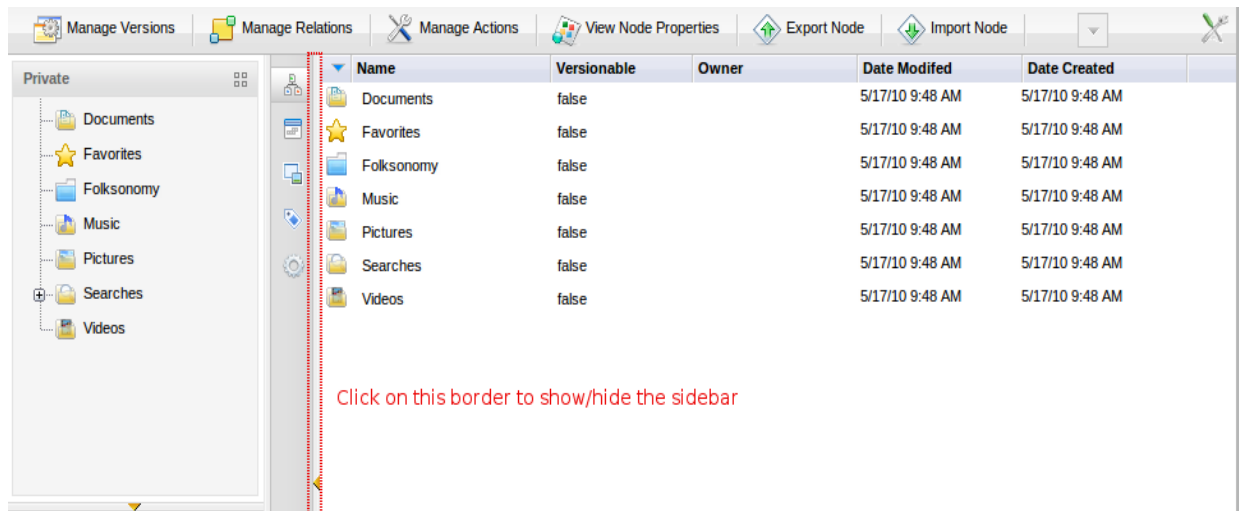 Manage Versions Manage Relations Manage Actions View Node Properties Export Node Import Node
Private
Documents
Favorites
Folksonomy
Music
Pictures
Searches
Videos
Name Versionable Owner Date Modifed Date Created
Documents false 5/17/10 9:48 AM 5/17/10 9:48 AM
Favorites false 5/17/10 9:48 AM 5/17/10 9:48 AM
Folksonomy false 5/17/10 9:48 AM 5/17/10 9:48 AM
Music false 5/17/10 9:48 AM 5/17/10 9:48 AM
Pictures false 5/17/10 9:48 AM 5/17/10 9:48 AM
Searches false 5/17/10 9:48 AM 5/17/10 9:48 AM
Videos false 5/17/10 9:48 AM 5/17/10 9:48 AM
Click on this border to show/hide the sidebar